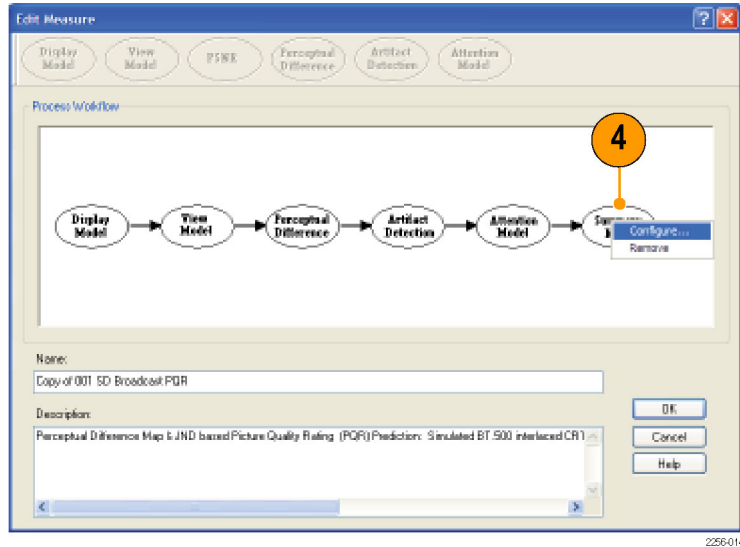 Edit Measure
Display Model
View Model
PSNR
Perceptual Difference
Artifact Detection
Attention Model
Process Workflow
4
Display Model
View Model
Perceptual Difference
Artifact Detection
Attention Model
Configure...
Remove
Name:
Copy of 001 SD Broadcast PQR
Description:
Perceptual Difference Map & JND based Picture Quality Rating (PQR) Prediction: Simulated BT.500 interlaced CRT
OK
Cancel
Help